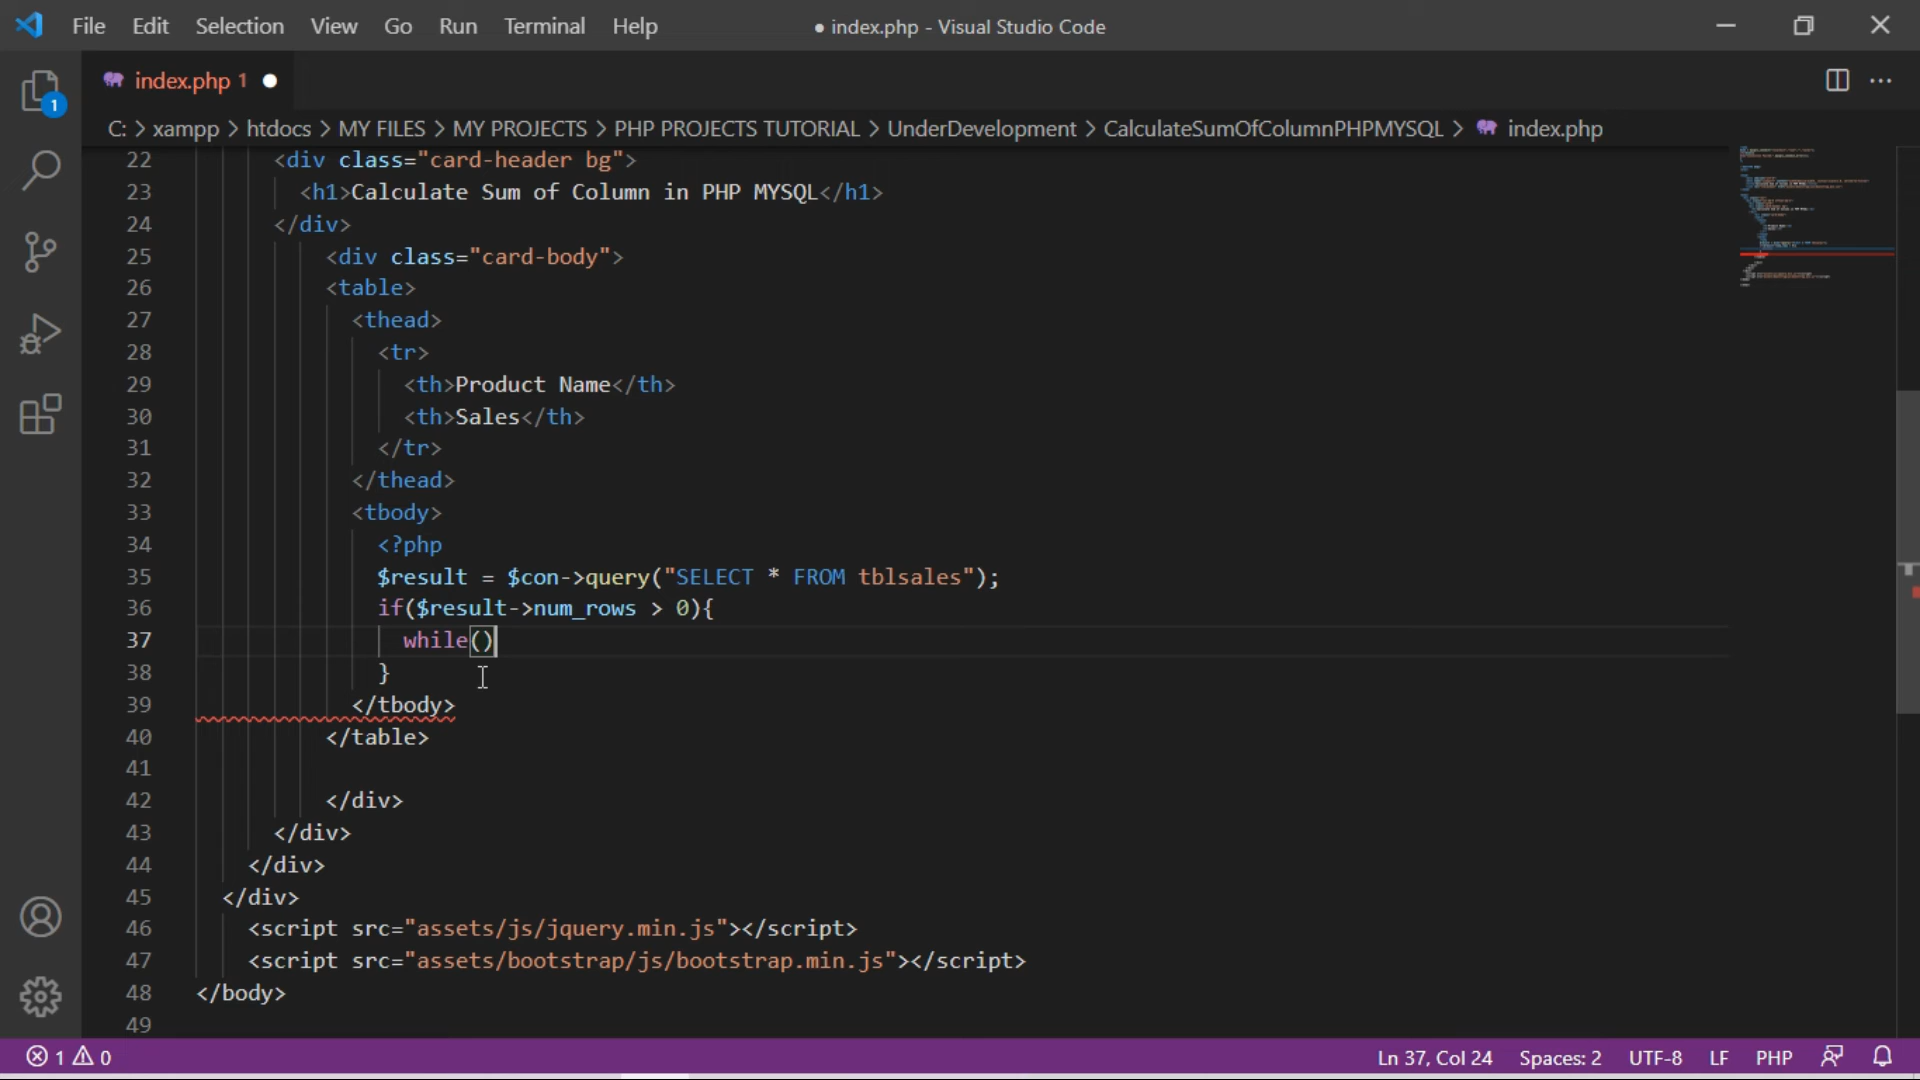 File Edit Selection View Go Run Terminal Help ● index.php - Visual Studio Code
index.php 1 ●
C: > xampp > htdocs > MY FILES > MY PROJECTS > PHP PROJECTS TUTORIAL > UnderDevelopment > CalculateSumOfColumnPHPMYSQL > index.php
1
22 <div class="card-header bg">
23 <h1>Calculate Sum of Column in PHP MYSQL</h1>
24 </div>
25 <div class="card-body">
26 <table>
27 <thead>
28 <tr>
29 <th>Product Name</th>
30 <th>Sales</th>
31 </tr>
32 </thead>
33 <tbody>
34 <?php
35 $result = $con->query("SELECT * FROM tblsales");
36 if($result->num_rows > 0){
37 while()
38 }
39 </tbody>
40 </table>
41
42 </div>
43 </div>
44 </div>
45 </div>
46 <script src="assets/js/jquery.min.js"></script>
47 <script src="assets/bootstrap/js/bootstrap.min.js"></script>
48 </body>
49
1 0 Ln 37, Col 24 Spaces: 2 UTF-8 LF PHP